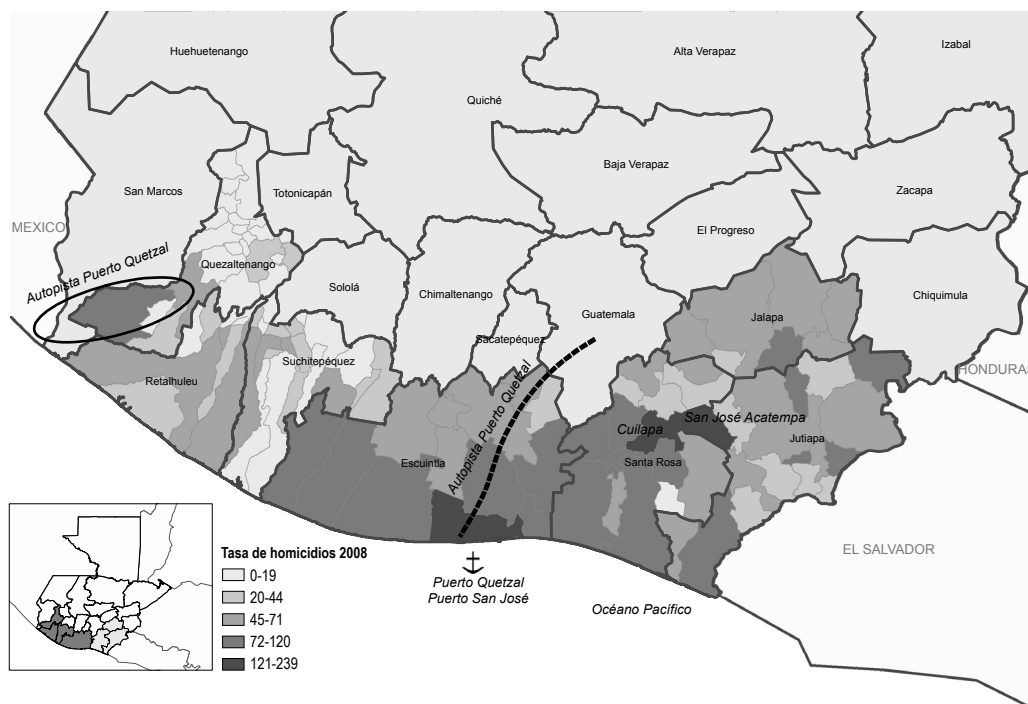 Huehuetenango
Alta Verapaz
Izabal
Quiché
Baja Verapaz
San Marcos
Totonicapán
Zacapa
MEXICO
El Progreso
Autopista Puerto Quetzal
Quezaltenango
Sololá
Chimaltenango
Chiquimula
Guatemala
Jalapa
Sacatepéquez
Suchitepéquez
HONDURAS
Retalhuleu
Autopista Puerto Quetzal
San José Acatempa
Cuilapa
Jutiapa
Escuintla
Santa Rosa
EL SALVADOR
Tasa de homicidios 2008
0-19
20-44
45-71
72-120
121-239
Puerto Quetzal
Puerto San José
Océano Pacífico